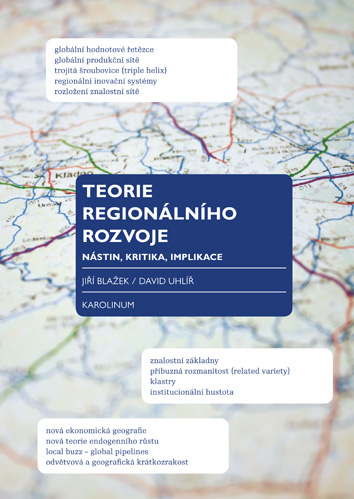 globální hodnotové řetězce
globální produkční sítě
trojitá šroubovice (triple helix)
regionální inovační systémy
rozložení znalostní sítě
Kladno
TEORIE
REGIONÁLNÍHO
ROZVOJE
NÁSTIN, KRITIKA, IMPLIKACE
JIŘÍ BLAŽEK / DAVID UHLÍŘ
KAROLINUM
znalostní základny
příbuzná rozmanitost (related variety)
klastry
institucionální hustota
nová ekonomická geografie
nová teorie endogenního růstu
local buzz – global pipelines
odvětvová a geografická krátkozrakost